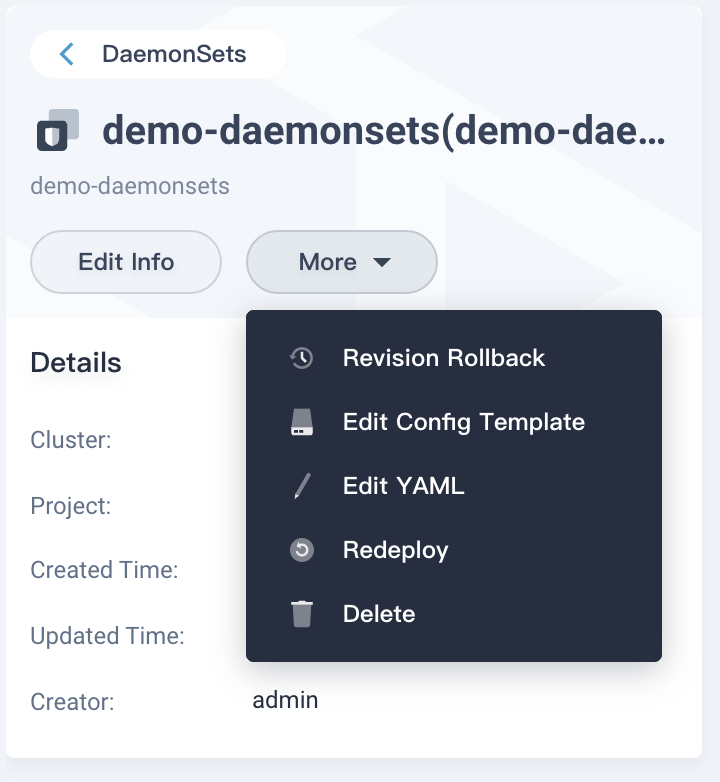 DaemonSets
demo-daemonsets(demo-dae...
demo-daemonsets
Edit Info
More
Revision Rollback
Edit Config Template
Edit YAML
Redeploy
Delete
Details
Cluster:
Project:
Created Time:
Updated Time:
Creator: admin